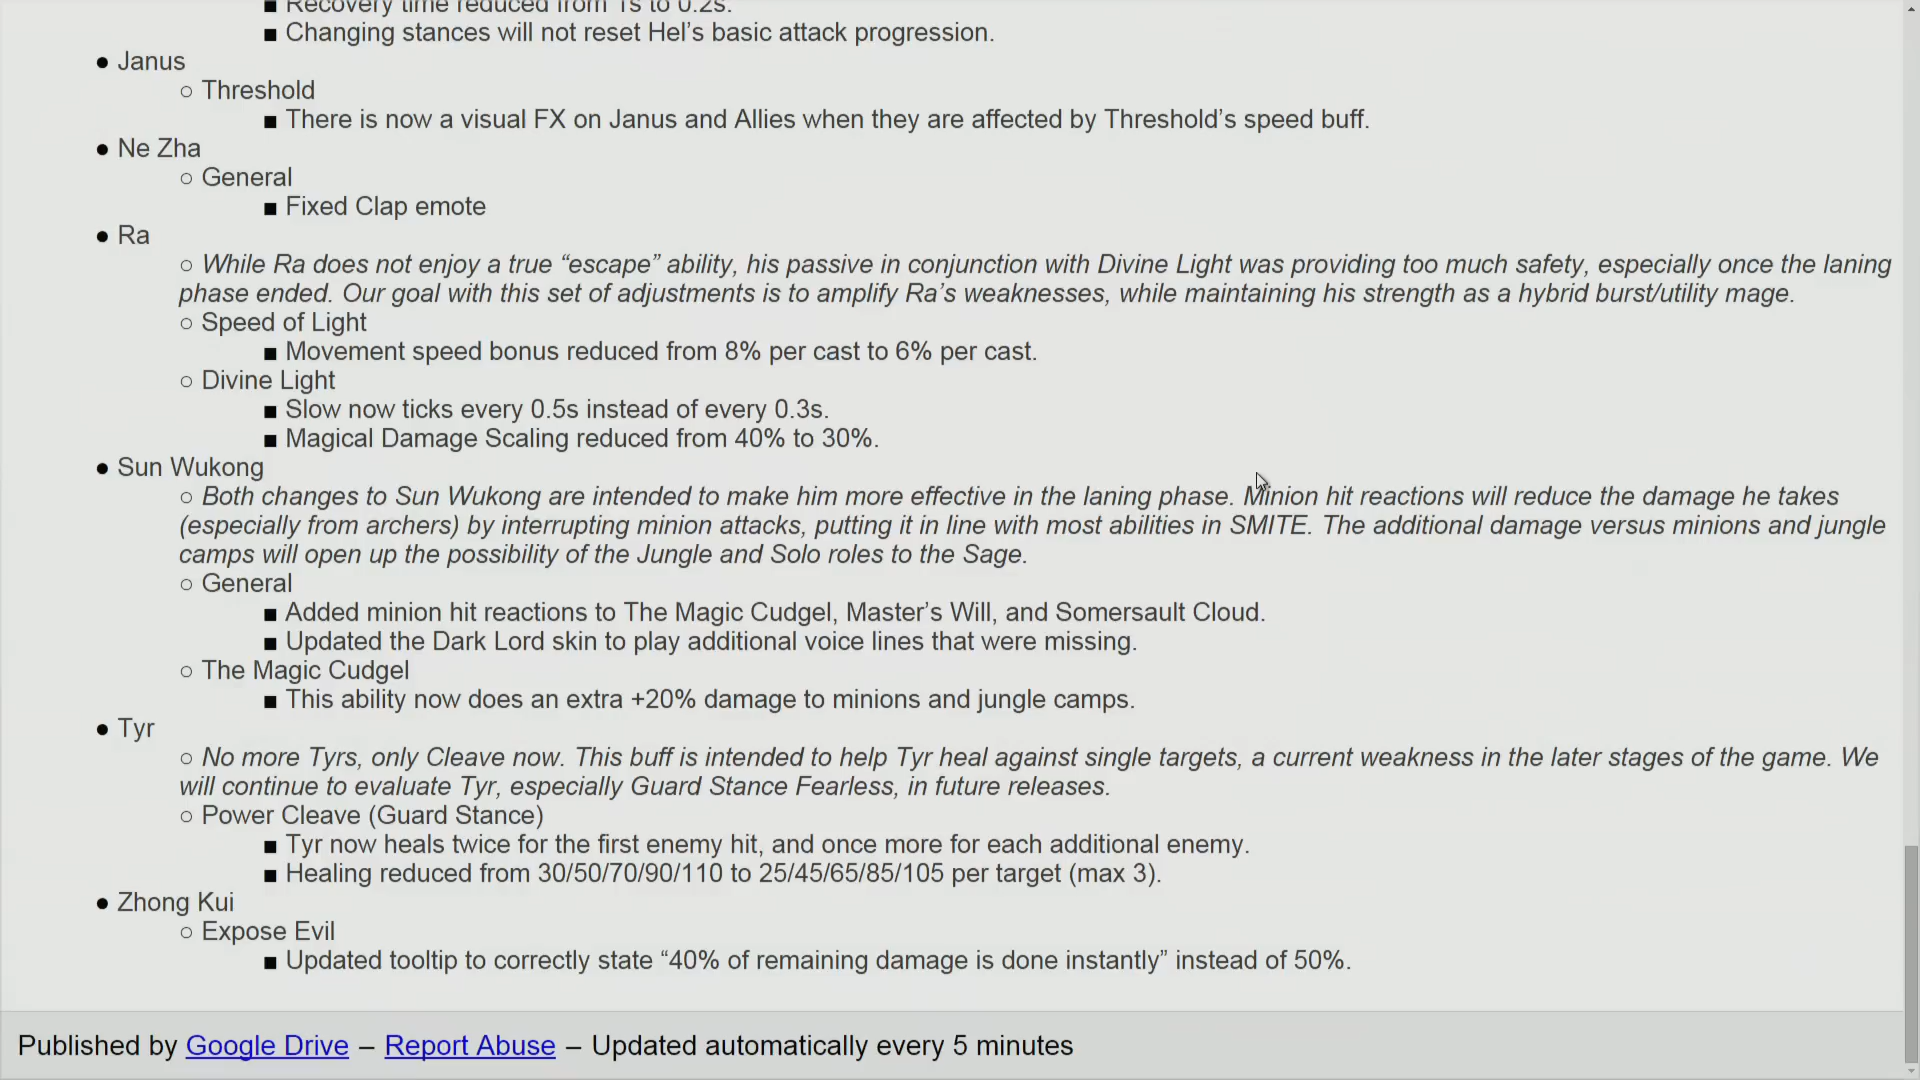 ■ Recovery time reduced from 1s to 0.2s.
■ Changing stances will not reset Hel’s basic attack progression.
● Janus
○ Threshold
■ There is now a visual FX on Janus and Allies when they are affected by Threshold’s speed buff.
● Ne Zha
○ General
■ Fixed Clap emote
● Ra
○ While Ra does not enjoy a true “escape” ability, his passive in conjunction with Divine Light was providing too much safety, especially once the laning
phase ended. Our goal with this set of adjustments is to amplify Ra’s weaknesses, while maintaining his strength as a hybrid burst/utility mage.
○ Speed of Light
■ Movement speed bonus reduced from 8% per cast to 6% per cast.
○ Divine Light
■ Slow now ticks every 0.5s instead of every 0.3s.
■ Magical Damage Scaling reduced from 40% to 30%.
● Sun Wukong
○ Both changes to Sun Wukong are intended to make him more effective in the laning phase. Minion hit reactions will reduce the damage he takes
(especially from archers) by interrupting minion attacks, putting it in line with most abilities in SMITE. The additional damage versus minions and jungle
camps will open up the possibility of the Jungle and Solo roles to the Sage.
○ General
■ Added minion hit reactions to The Magic Cudgel, Master’s Will, and Somersault Cloud.
■ Updated the Dark Lord skin to play additional voice lines that were missing.
○ The Magic Cudgel
■ This ability now does an extra +20% damage to minions and jungle camps.
● Tyr
○ No more Tyrs, only Cleave now. This buff is intended to help Tyr heal against single targets, a current weakness in the later stages of the game. We
will continue to evaluate Tyr, especially Guard Stance Fearless, in future releases.
○ Power Cleave (Guard Stance)
■ Tyr now heals twice for the first enemy hit, and once more for each additional enemy.
■ Healing reduced from 30/50/70/90/110 to 25/45/65/85/105 per target (max 3).
● Zhong Kui
○ Expose Evil
■ Updated tooltip to correctly state “40% of remaining damage is done instantly” instead of 50%.
Published by Google Drive – Report Abuse – Updated automatically every 5 minutes